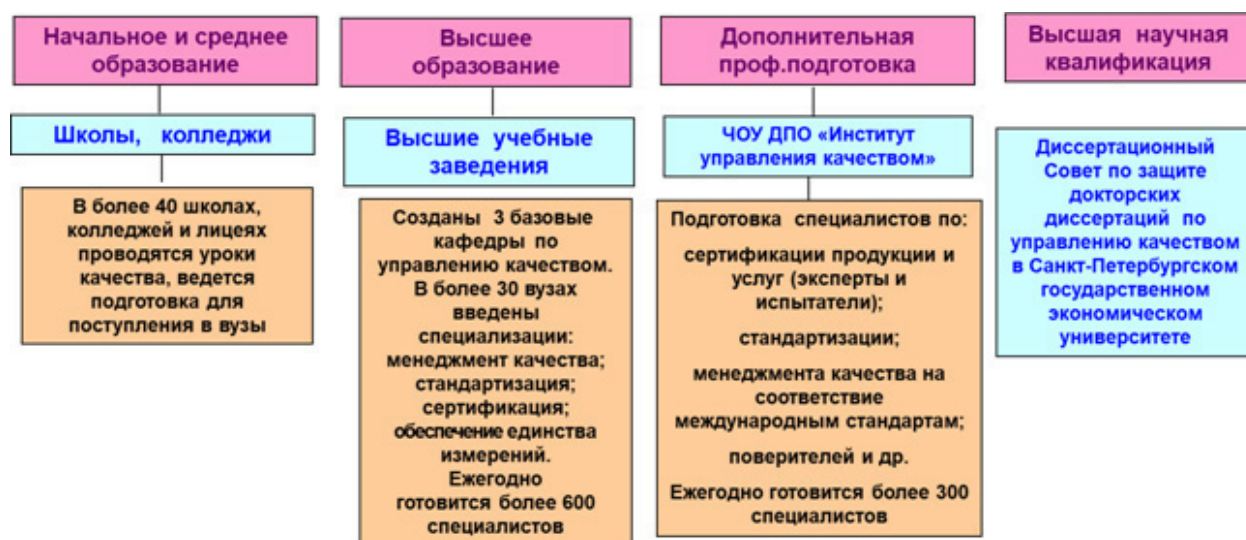 Начальное и среднее
образование
Школы, колледжи
В более 40 школах,
колледжей и лицеях
проводятся уроки
качества, ведется
подготовка для
поступления в вузы
Высшее
образование
Высшие учебные
заведения
Созданы 3 базовые
кафедры по
управлению качеством.
В более 30 вузах
введены
специализации:
менеджмент качества;
стандартизация;
сертификация;
обеспечение единства
измерений.
Ежегодно
готовится более 600
специалистов
Дополнительная
проф.подготовка
ЧОУ ДПО «Институт
управления качеством»
Подготовка специалистов по:
сертификации продукции и
услуг (эксперты и
испытатели);
стандартизации;
менеджмента качества на
соответствие
международным стандартам;
поверителей и др.
Ежегодно готовится более 300
специалистов
Высшая научная
квалификация
Диссертационный
Совет по защите
докторских
диссертаций по
управлению качеством
в Санкт-Петербургском
государственном
экономическом
университете